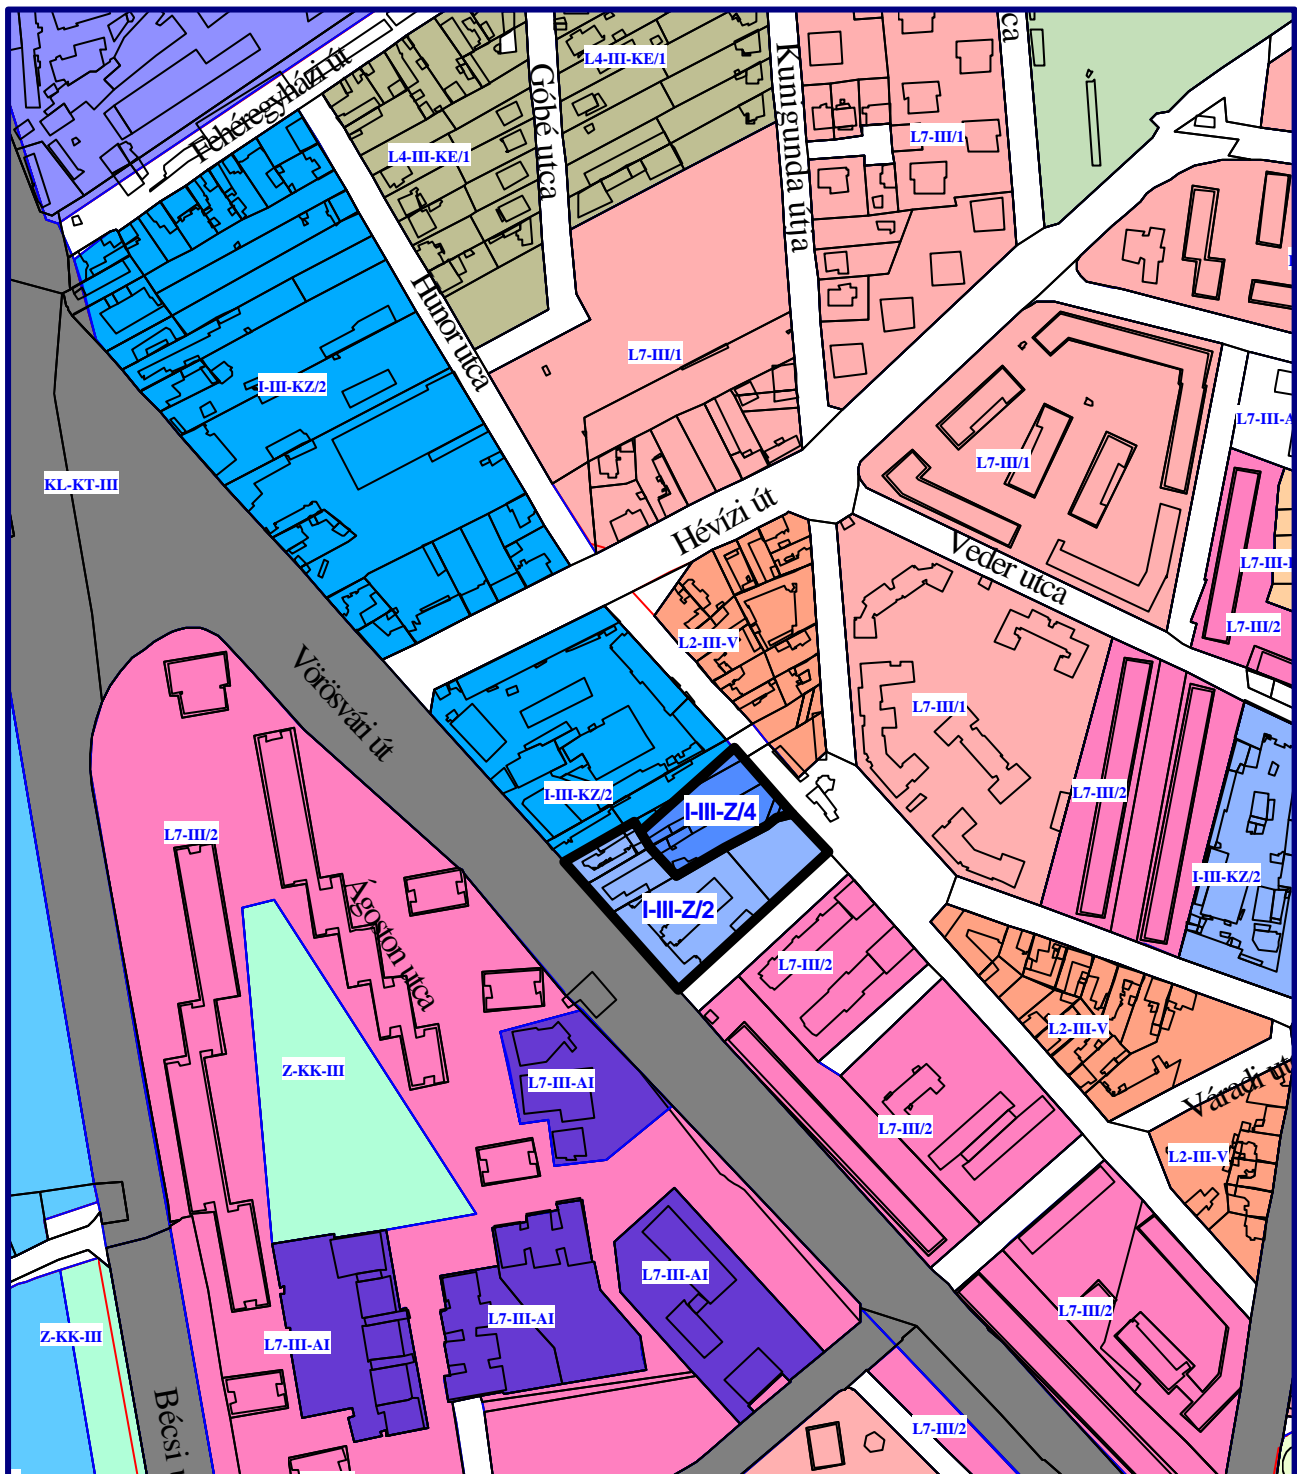 L4-III-KE/1
Fehéregyházi út
Góbé utca
Kunigunda útja
ca
L7-III/1
L4-III-KE/1
Hunor utca
L7-III/1
I-III-KZ/2
L7-III-A
L7-III/1
KL-KT-III
Hévízi út
Veder utca
L7-III-I
L7-III/2
L2-III-V
Vörösvári út
L7-III/1
I-III-KZ/2
L7-III/2
I-III-Z/4
L7-III/2
I-III-KZ/2
Ágoston utca
I-III-Z/2
L7-III/2
L2-III-V
Z-KK-III
L7-III-AI
Váradi ut
L7-III/2
L2-III-V
L7-III-AI
L7-III/2
L7-III-AI
Z-KK-III
L7-III-AI
Bécsi
L7-III/2